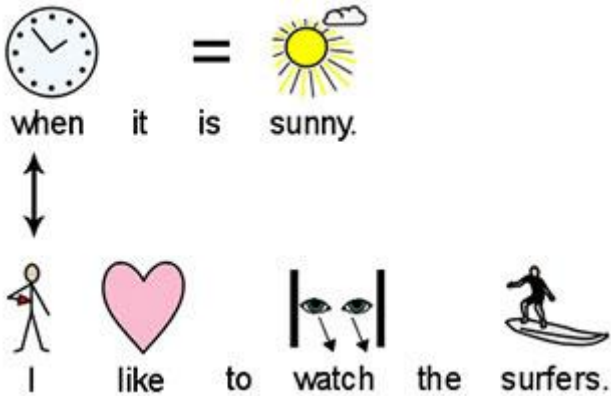 when it is sunny.
I like to watch the surfers.